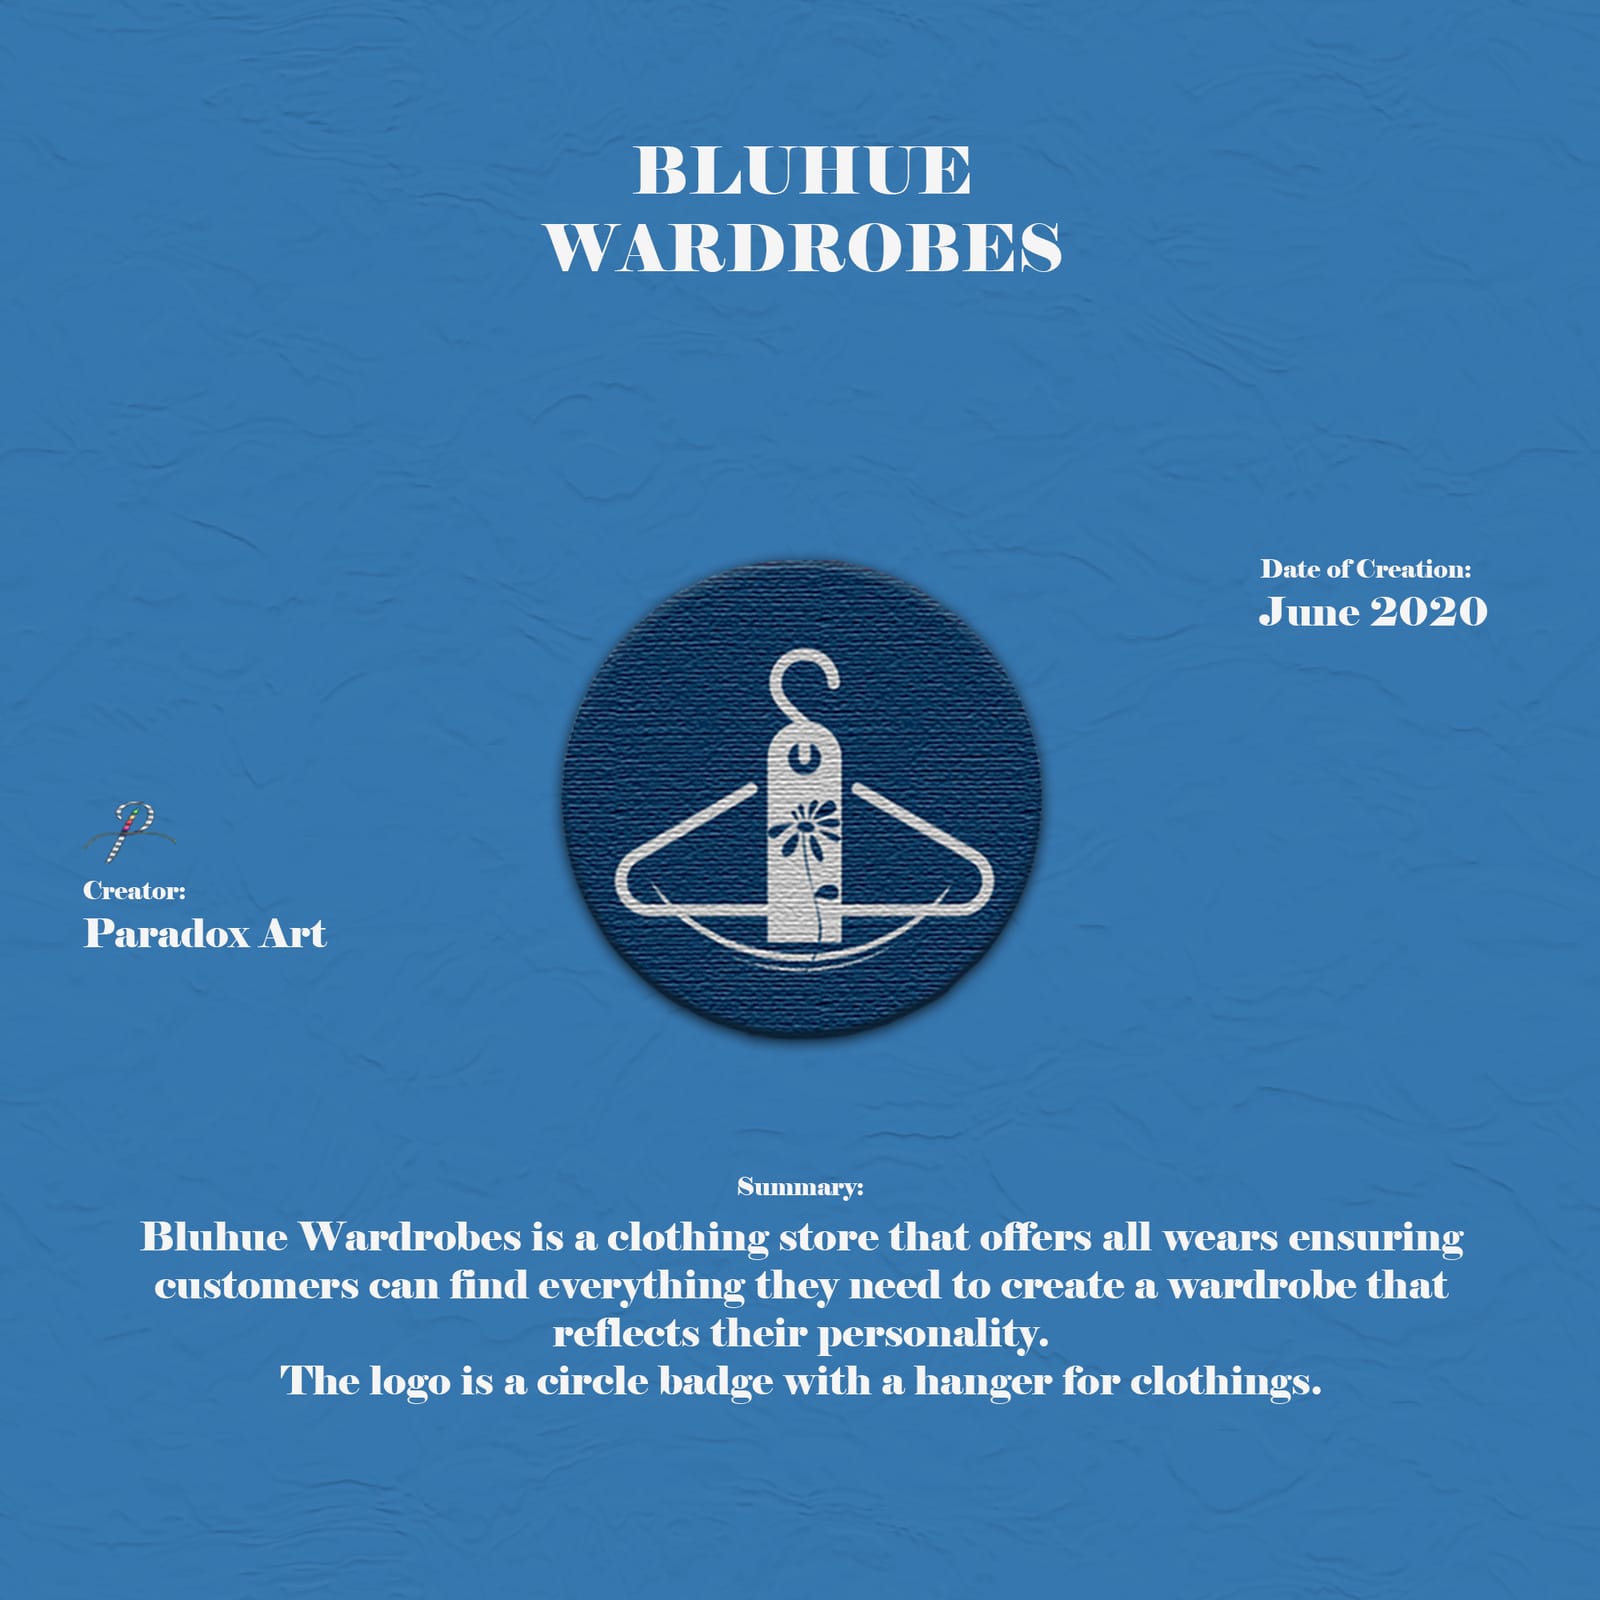 BLUHUE
WARDROBES
Date of Creation:
June 2020
Creator:
Paradox Art
Summary:
Bluhue Wardrobes is a clothing store that offers all wears ensuring
customers can find everything they need to create a wardrobe that
reflects their personality.
The logo is a circle badge with a hanger for clothings.